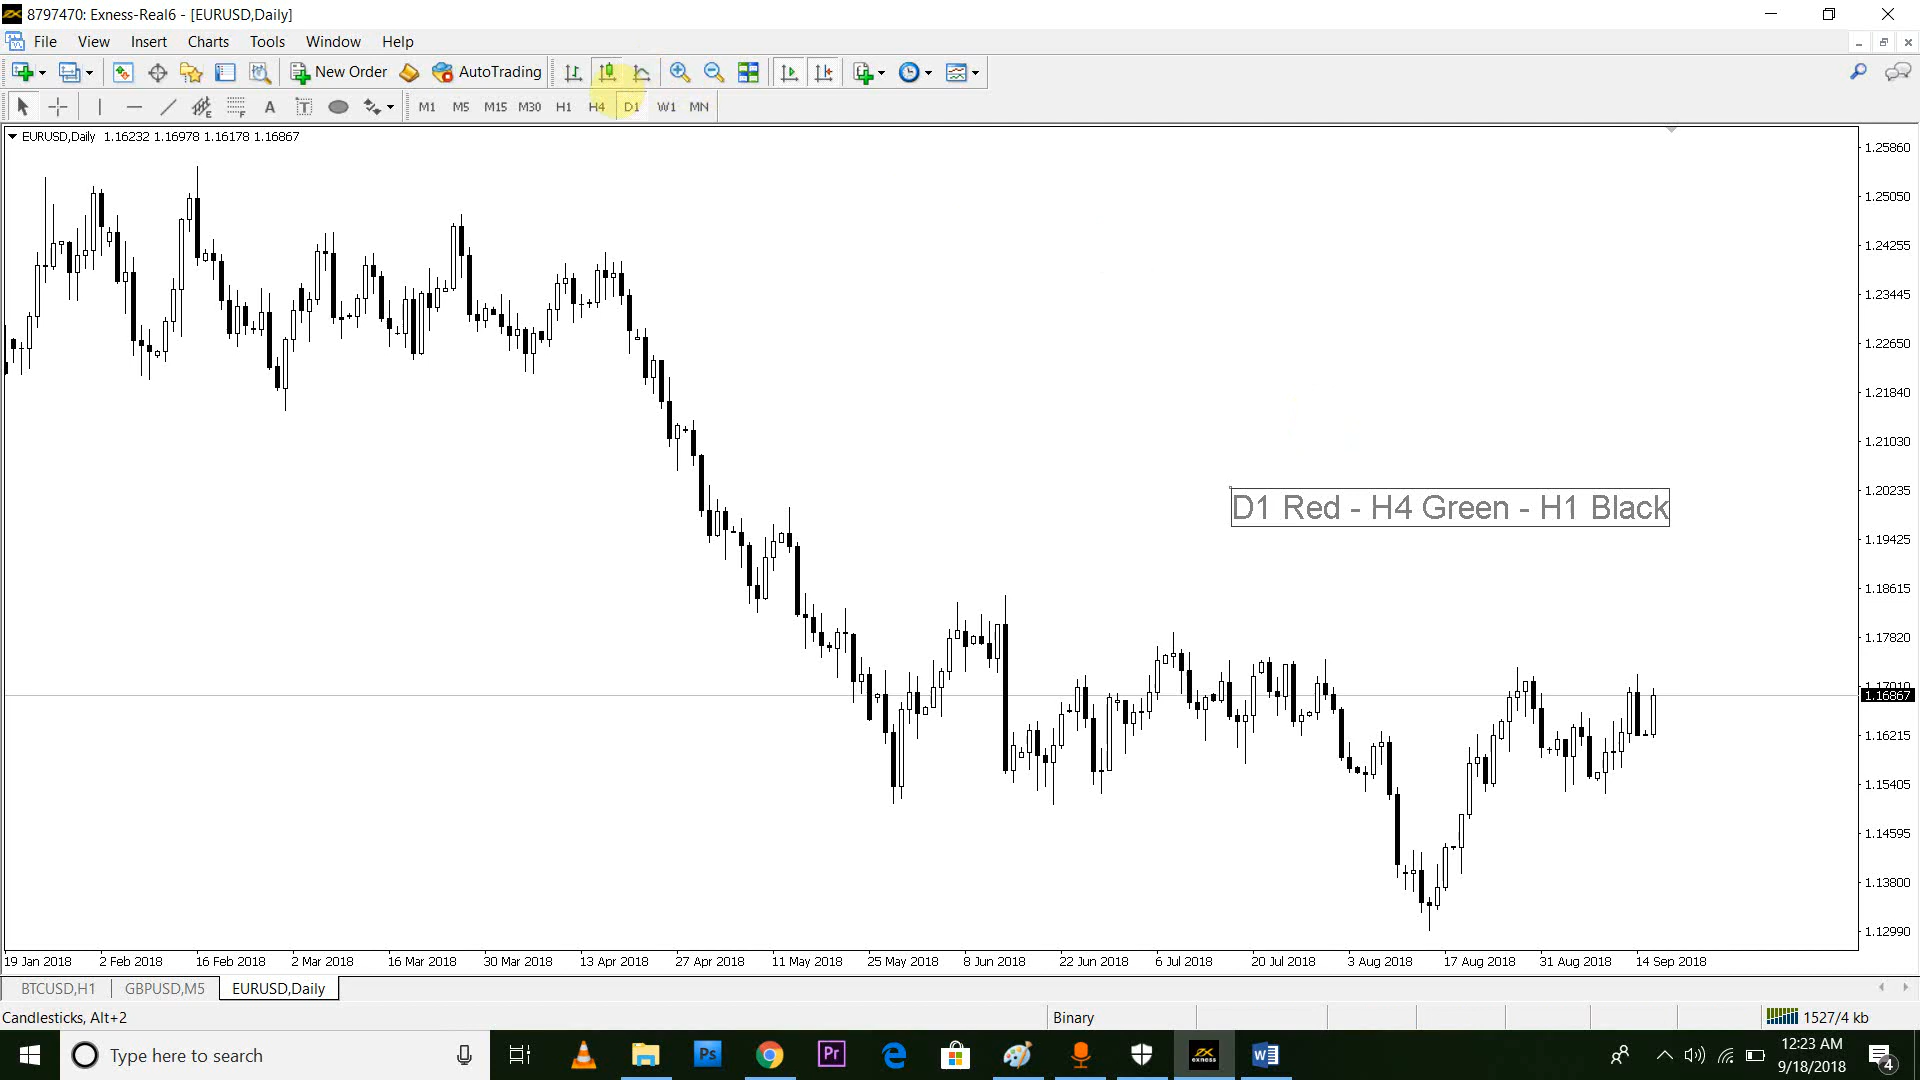 8797470: Exness-Real6 - [EURUSD,Daily]
File View Insert Charts Tools Window Help
New Order AutoTrading
A T M1 M5 M15 M30 H1 H4 D1 W1 MN
EURUSD,Daily 1.16232 1.16978 1.16178 1.16867
1.25860
1.25050
1.24255
1.23445
1.22650
1.21840
1.21030
1.20235
D1 Red - H4 Green - H1 Black
1.19425
1.18615
1.17820
1.17010
1.16867
1.16215
1.15405
1.14595
1.13800
1.12990
19 Jan 2018 2 Feb 2018 16 Feb 2018 2 Mar 2018 16 Mar 2018 30 Mar 2018 13 Apr 2018 27 Apr 2018 11 May 2018 25 May 2018 8 Jun 2018 22 Jun 2018 6 Jul 2018 20 Jul 2018 3 Aug 2018 17 Aug 2018 31 Aug 2018 14 Sep 2018
BTCUSD,H1 GBPUSD,M5 EURUSD,Daily
Candlesticks, Alt+2 Binary 1527/4 kb
Type here to search
Ps
Pr
exness
12:23 AM
9/18/2018
4